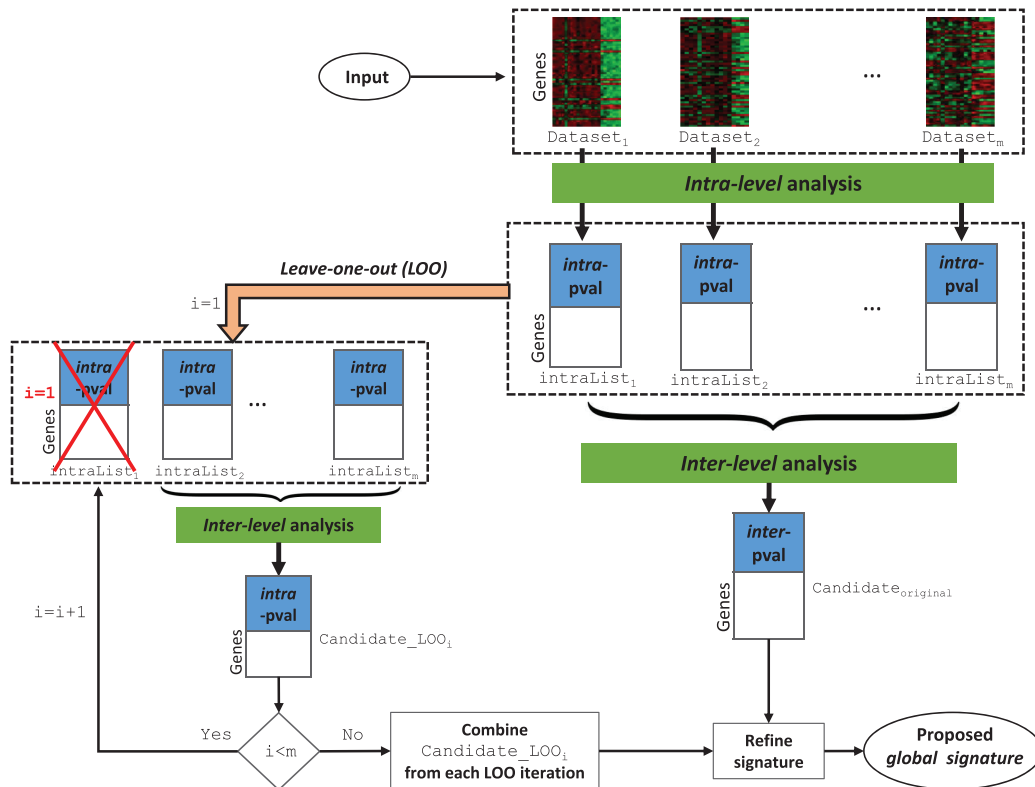 Input
Genes
...
Dataset1
Dataset2
Datasetm
Intra-level analysis
Leave-one-out (LOO)
i=1
intra-
pval
intra-
pval
...
intra-
pval
Genes
intraList1
intraList2
intraListm
i=1
intra
-pval
intra
-pval
...
intra
-pval
Genes
intraList1
intraList2
intraListm
Inter-level analysis
Inter-level analysis
inter-
pval
Genes
Candidateoriginal
intra
-pval
Genes
Candidate_LOOi
i=i+1
Yes
i<m
No
Combine
Candidate_LOOi
from each LOO iteration
Refine
signature
Proposed
global signature